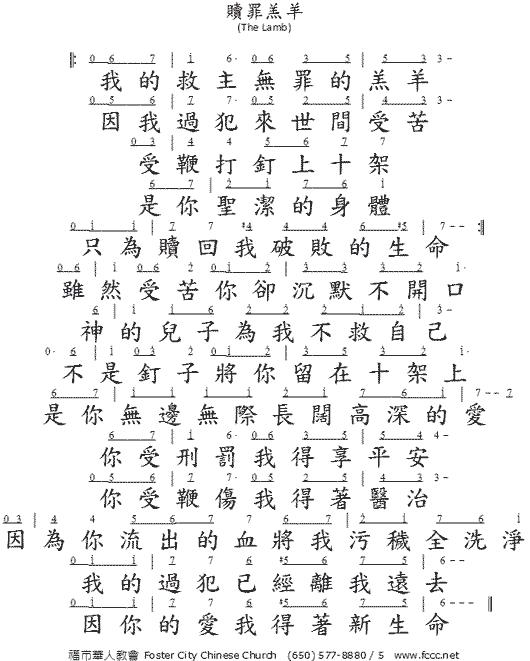 贖罪羔羊
(The Lamb)
我的救主無罪的羔羊
因我過犯來世間受苦
受鞭打釘上十架
是你聖潔的身體
只為贖回我破敗的生命
雖然受苦你卻沉默不開口
神的兒子為我不救自己
不是釘子將你留在十架上
是你無邊無際長闊高深的愛
你受刑罰我得享平安
你受鞭傷我得著醫治
因為你流出的血將我污穢全洗淨
我的過犯已經離我遠去
因你的愛我得著新生命
福市華人教會 Foster City Chinese Church (650) 577-8880 / 5 www.fccc.net